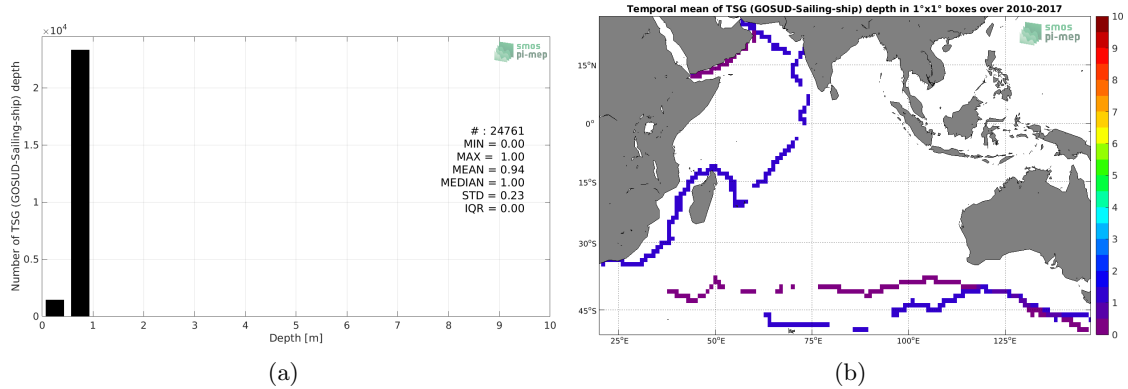 ×10⁴
smos
pi-mep
2
1.5
1
0.5
0
Number of TSG (GOSUD-Sailing-ship) depth
# : 24761
MIN = 0.00
MAX = 1.00
MEAN = 0.94
MEDIAN = 1.00
STD = 0.23
IQR = 0.00
0 1 2 3 4 5 6 7 8 9 10
Depth [m]
(a)
Temporal mean of TSG (GOSUD-Sailing-ship) depth in 1°x1° boxes over 2010-2017
smos
pi-mep
15°N
0°
15°S
30°S
45°S
25°E 50°E 75°E 100°E 125°E
10
9
8
7
6
5
4
3
2
1
0
(b)